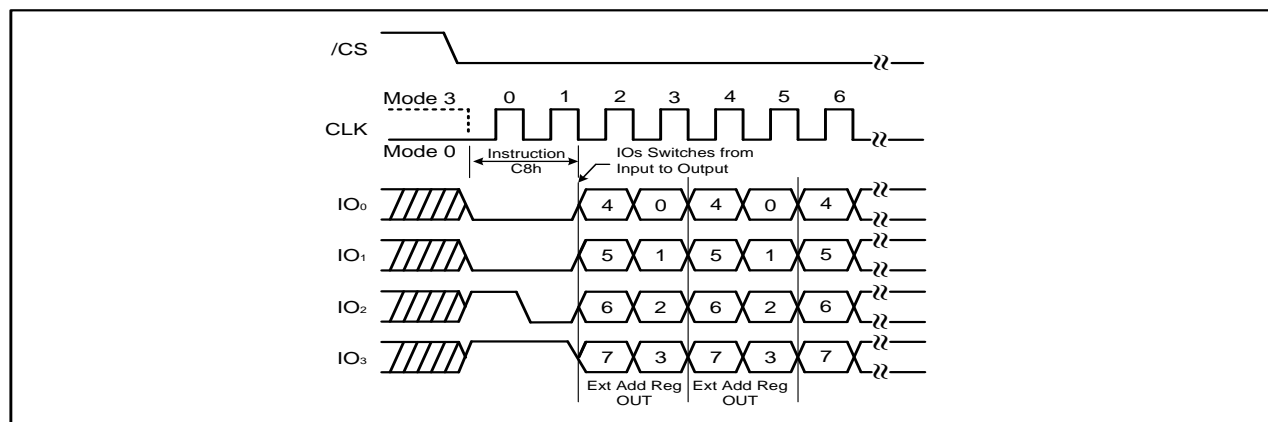 /CS
Mode 3
0 1 2 3 4 5 6
CLK
Mode 0
Instruction
C8h
IOs Switches from
Input to Output
IO₀
4 0 4 0 4
IO₁
5 1 5 1 5
IO₂
6 2 6 2 6
IO₃
7 3 7 3 7
Ext Add Reg
OUT
Ext Add Reg
OUT